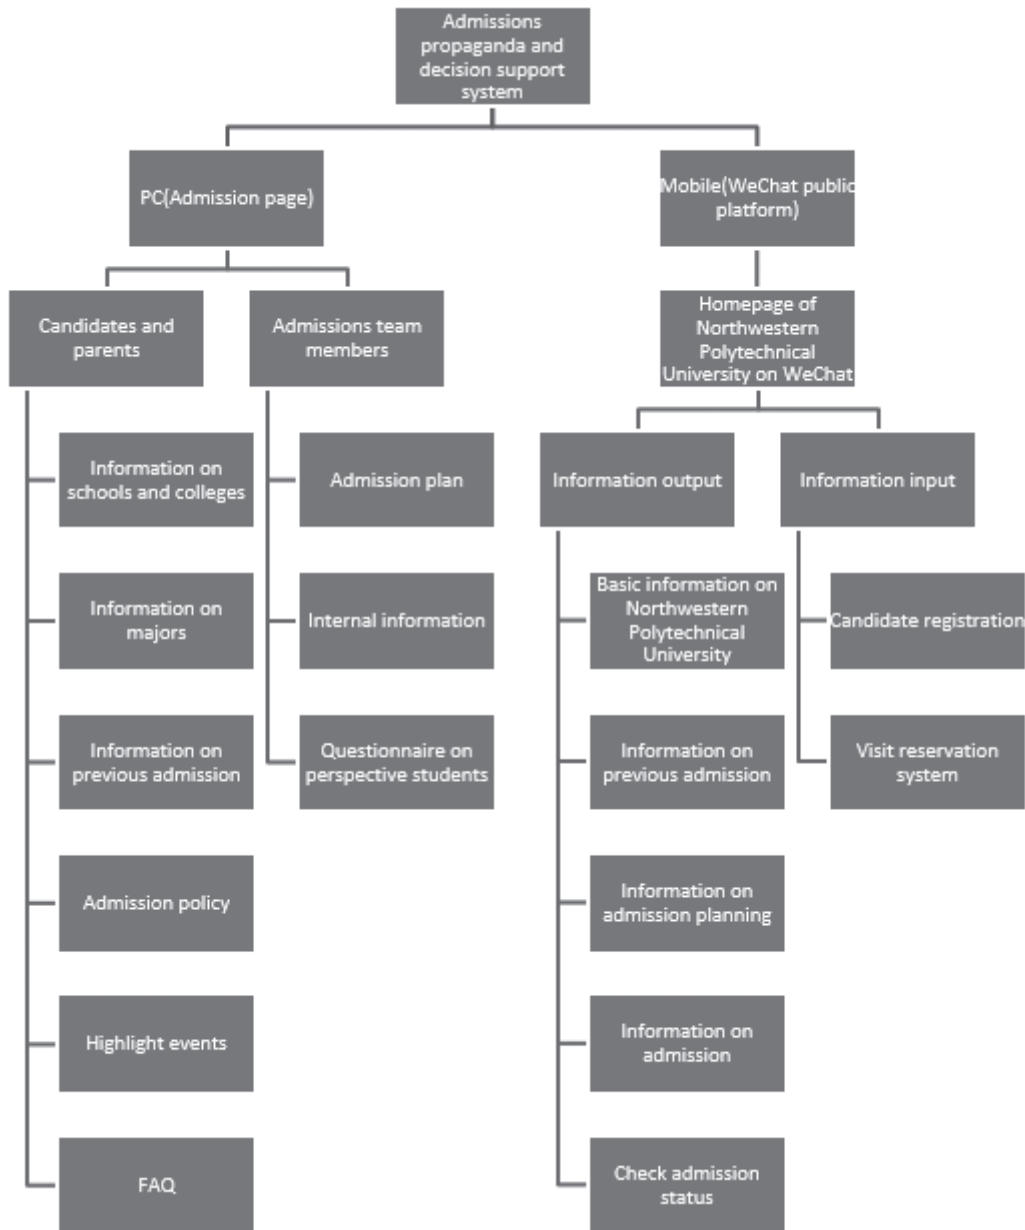 Admissions
propaganda and
decision support
system
PC(Admission page)
Mobile(WeChat public
platform)
Candidates and
parents
Admissions team
members
Homepage of
Northwestern
Polytechnical
University on WeChat
Information on
schools and colleges
Admission plan
Information output
Information input
Information on
majors
Internal information
Basic information on
Northwestern
Polytechnical
University
Candidate registration
Information on
previous admission
Questionnaire on
perspective students
Information on
previous admission
Visit reservation
system
Admission policy
Information on
admission planning
Highlight events
Information on
admission
FAQ
Check admission
status